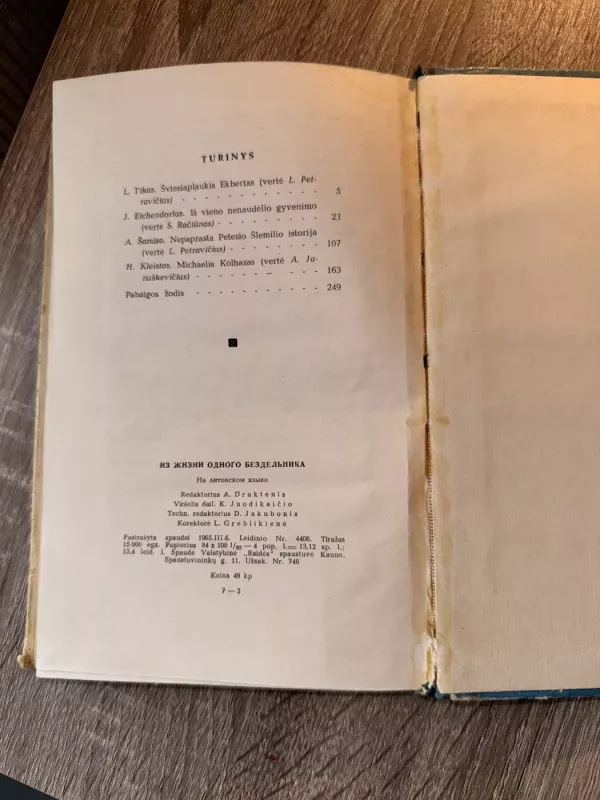 TURINYS
L. Tikas. Šviesiaplaukis Ekbertas (vertė L. Pet-
ravičius) - - - - - - - - - - - 5
J. Eichendorfas. Iš vieno nenaudėlio gyvenimo
(vertė S. Račiūnas) - - - - - - - - 23
A. Šamiso. Nepaprasta Peterio Šlemilio istorija
(vertė L. Petravičius) - - - - - - - 107
H. Kleistas. Michaelis Kolhazas (vertė A. Ja-
nuškevičius) - - - - - - - - - - 163
Pabaigos žodis - - - - - - - - - - 249
ИЗ ЖИЗНИ ОДНОГО БЕЗДЕЛЬНИКА
На литовском языке
Redaktorius A. Druktenis
Viršelis dail. K. Juodikaičio
Techn. redaktorius D. Jakubonis
Korektorė L. Greblikienė
Pasirašyta spaudai 1965.III.6. Leidinio Nr. 4406. Tiražas
15 000 egz. Popierius 84 x 108 1/32 — 4 pop. l. = 13,12 sp. l.;
13,4 leid. l. Spaudė Valstybinė „Raidės" spaustuvė Kaune,
Spaustuvininkų g. 11. Užsak. Nr. 748
Kaina 49 kp
7 — 3